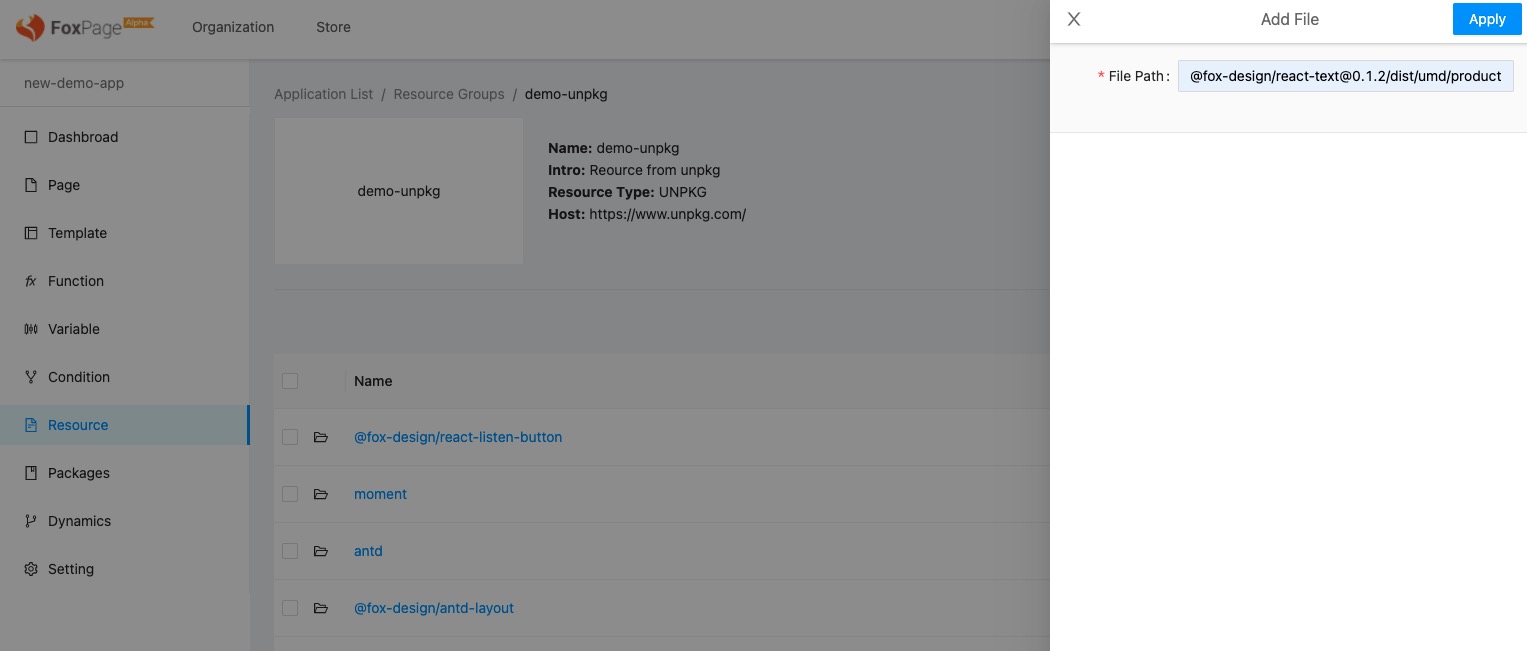 FoxPage Alpha Organization Store
Add File
Apply
* File Path : @fox-design/react-text@0.1.2/dist/umd/product
new-demo-app
Dashbroad
Page
Template
Function
Variable
Condition
Resource
Packages
Dynamics
Setting
Application List / Resource Groups / demo-unpkg
demo-unpkg
Name: demo-unpkg
Intro: Reource from unpkg
Resource Type: UNPKG
Host: https://www.unpkg.com/
Name
@fox-design/react-listen-button
moment
antd
@fox-design/antd-layout